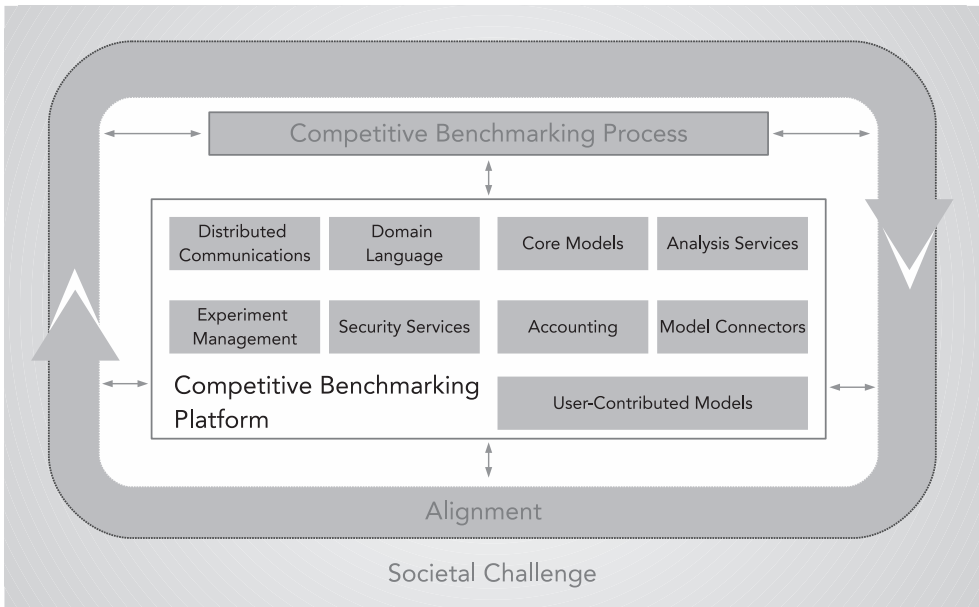 Competitive Benchmarking Process
Distributed
Communications
Domain
Language
Core Models
Analysis Services
Experiment
Management
Security Services
Accounting
Model Connectors
Competitive Benchmarking
Platform
User-Contributed Models
Alignment
Societal Challenge